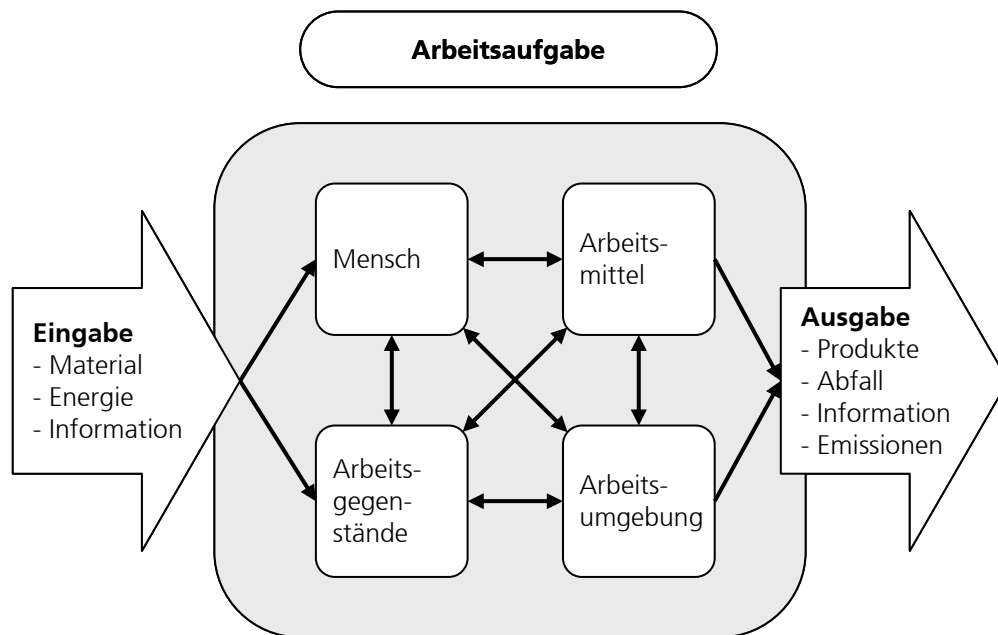 Arbeitsaufgabe
Mensch
Arbeits-
mittel
Eingabe
- Material
- Energie
- Information
Ausgabe
- Produkte
- Abfall
- Information
- Emissionen
Arbeits-
gegen-
stände
Arbeits-
umgebung